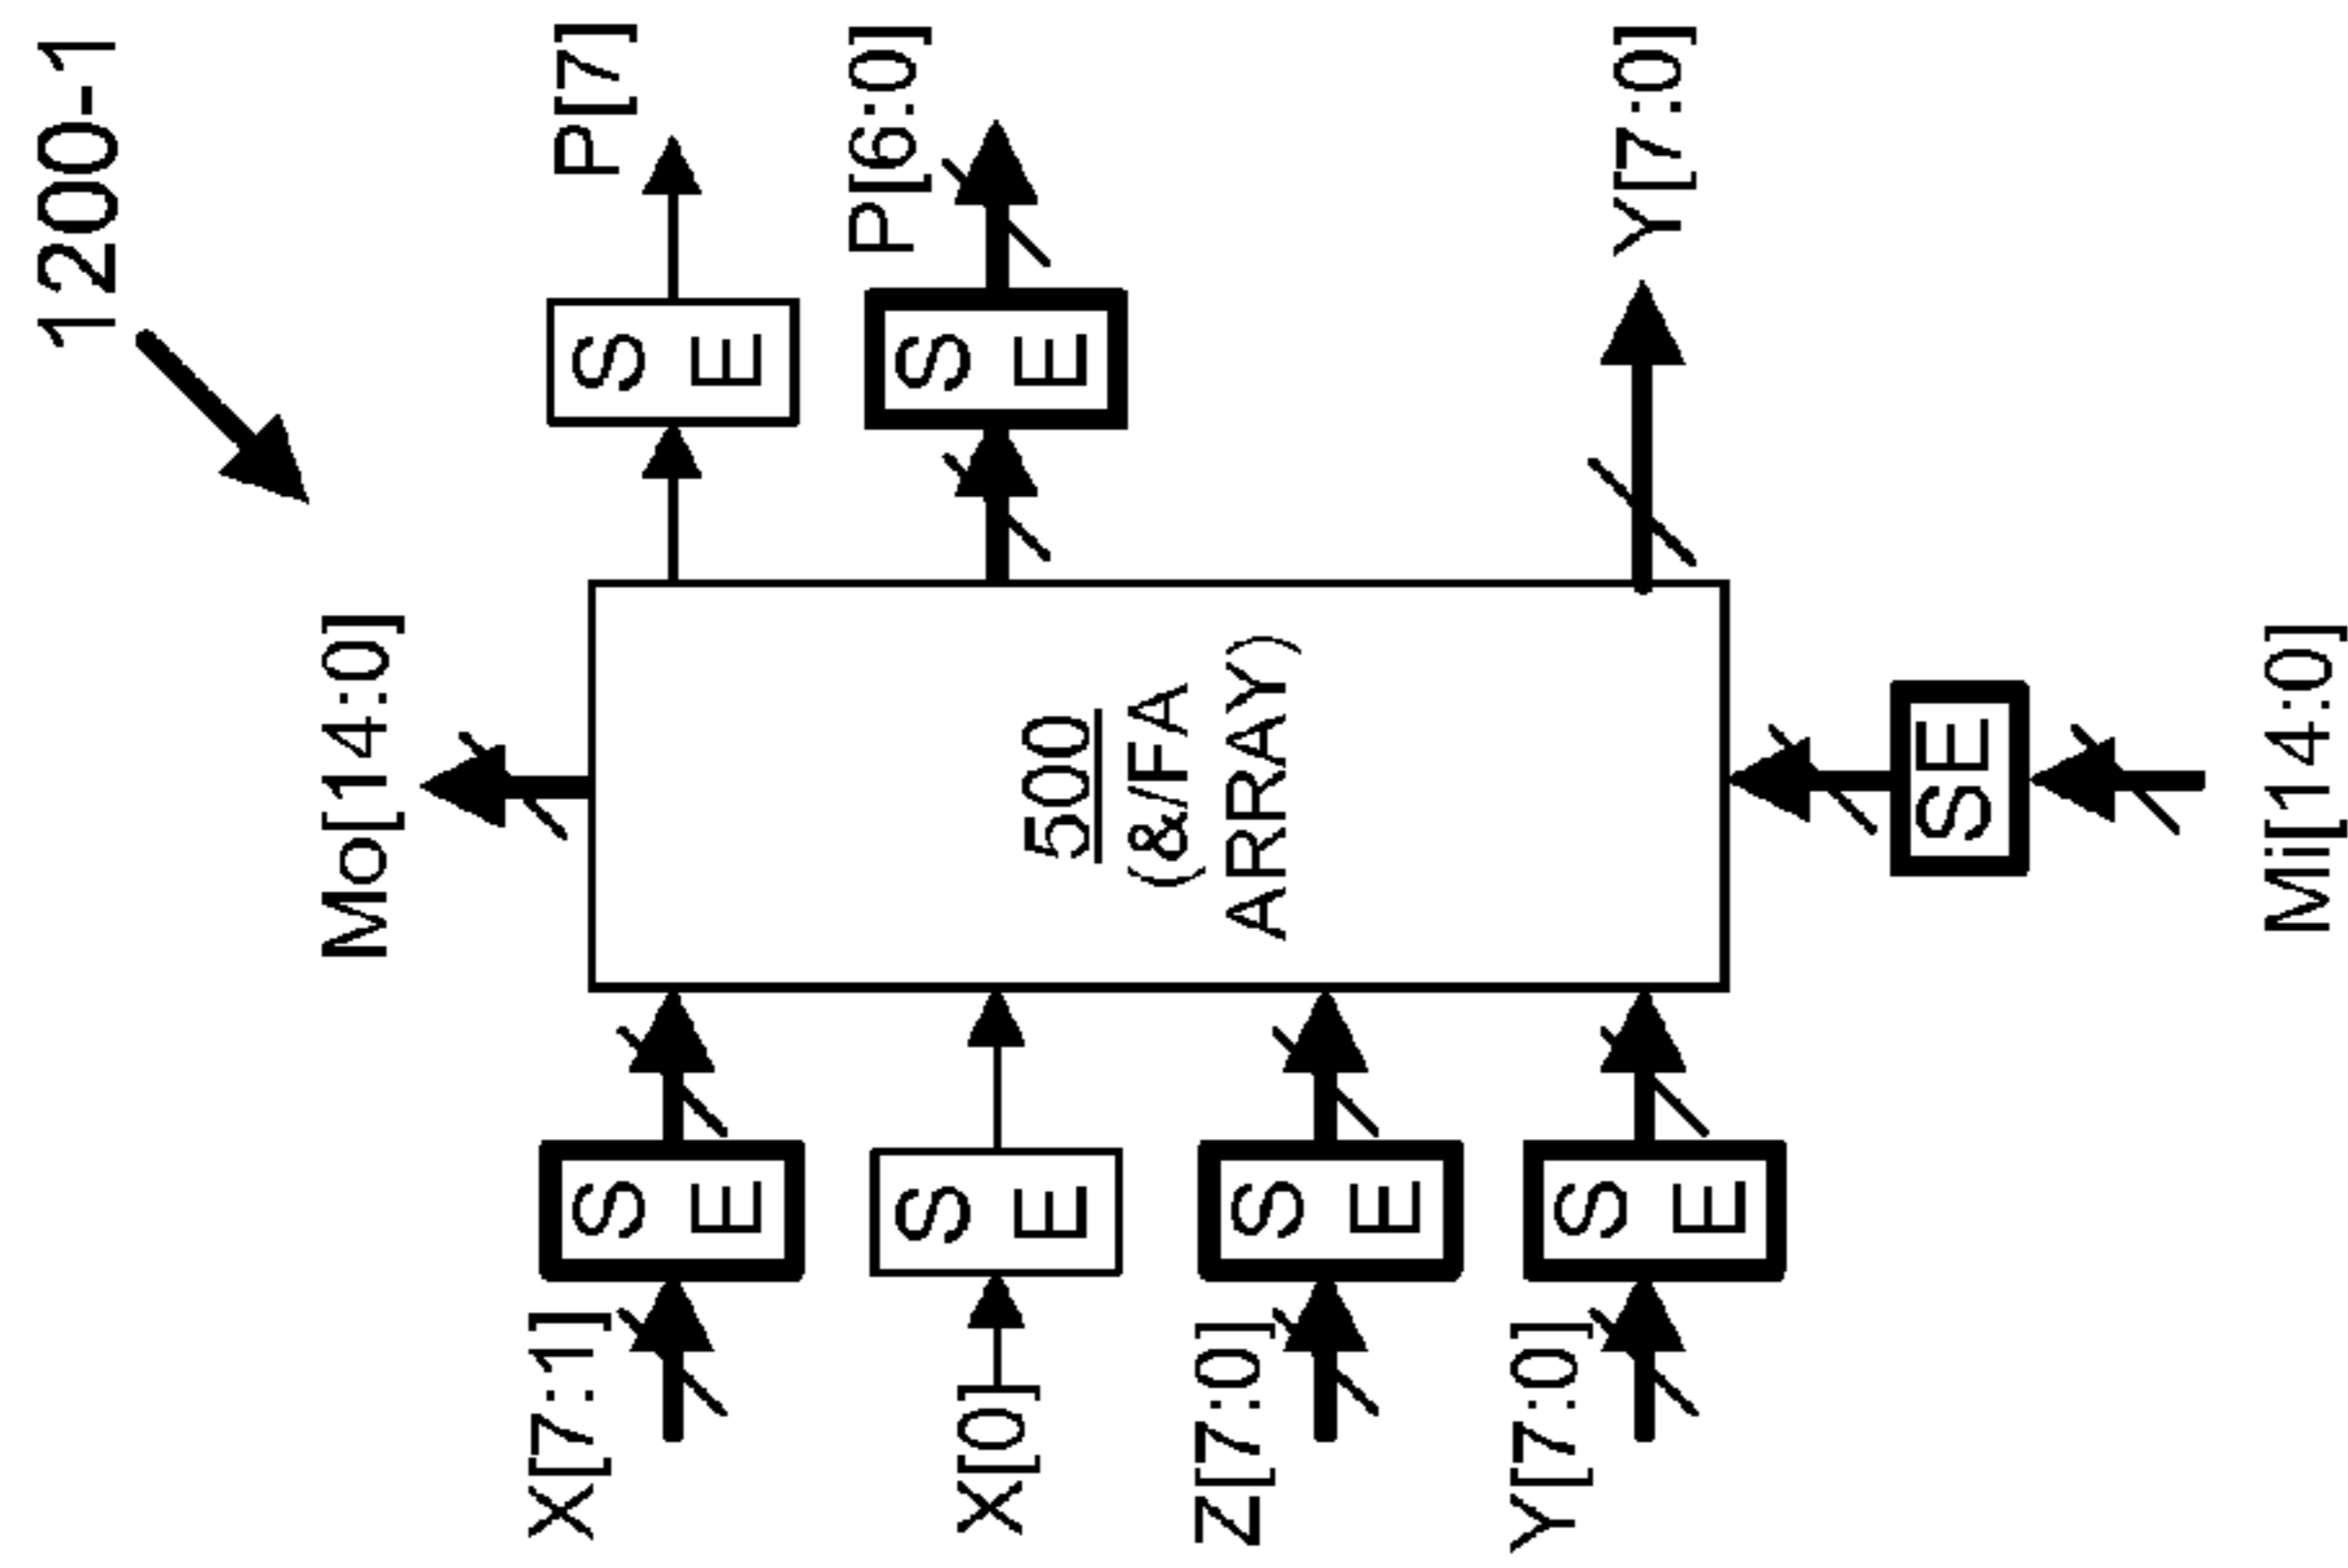 1200-1
Mo[14:0]
X[7:1]
S
E
S
E
P[7]
X[0]
S
E
S
E
P[6:0]
500
(&/FA
ARRAY)
Z[7:0]
S
E
Y[7:0]
S
E
Y[7:0]
SE
Mi[14:0]